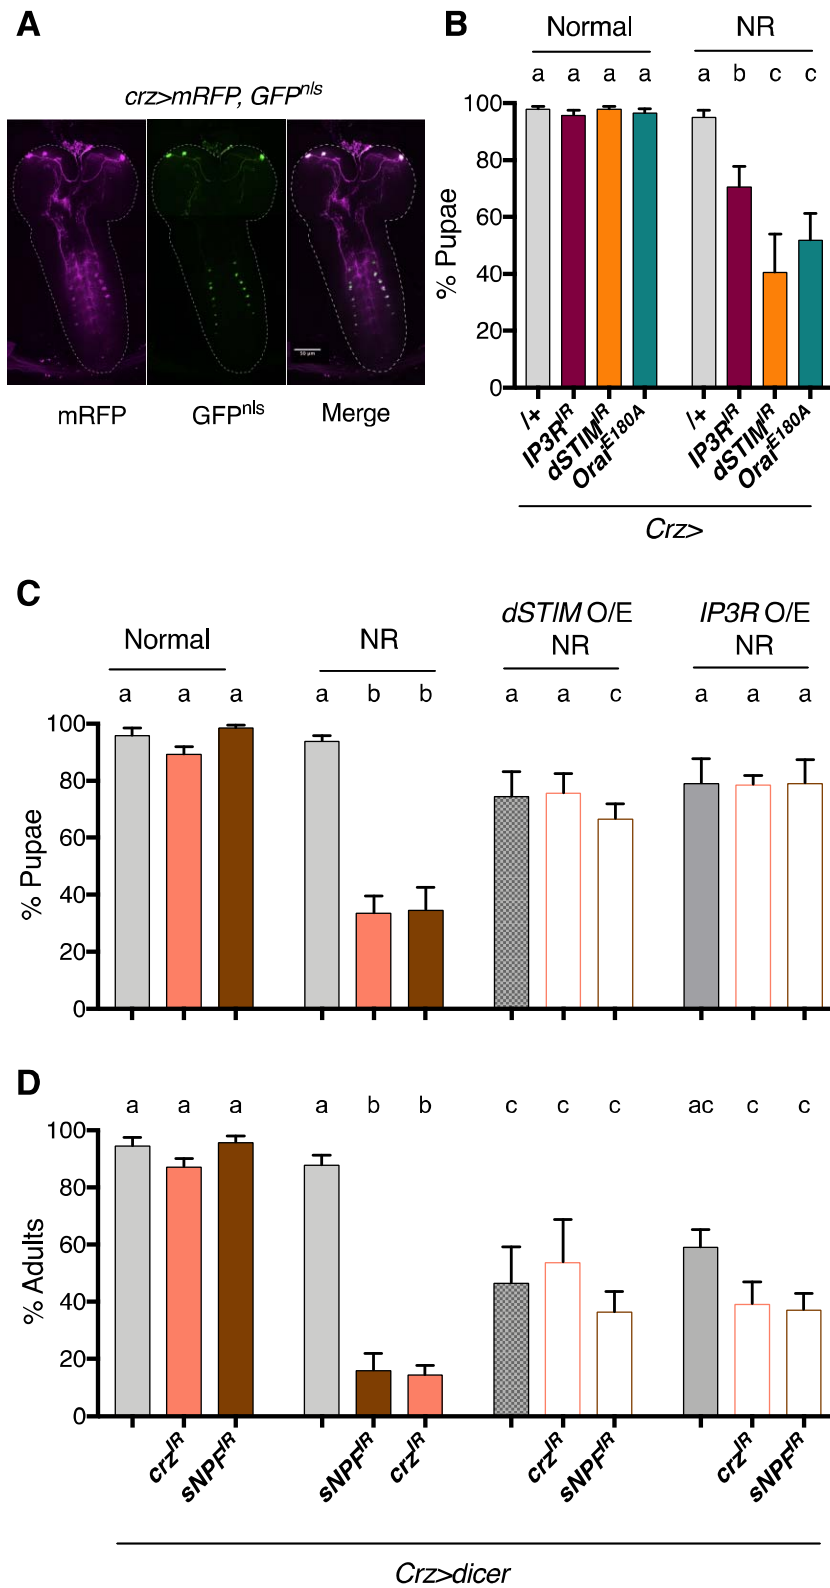 A
crz>mRFP, GFPnls
50 µm
mRFP GFPnls Merge
B
Normal NR
a a a a a b c c
% Pupae
100
80
60
40
20
0
/+ IP3RIR dSTIMIR OraiE180A /+ IP3RIR dSTIMIR OraiE180A
Crz>
C
Normal NR dSTIM O/E NR IP3R O/E NR
a a a a b b a a c a a a
% Pupae
100
80
60
40
20
0
D
a a a a b b c c c ac c c
% Adults
100
80
60
40
20
0
crzIR sNPFIR sNPFIR crzIR crzIR sNPFIR crzIR sNPFIR
Crz>dicer